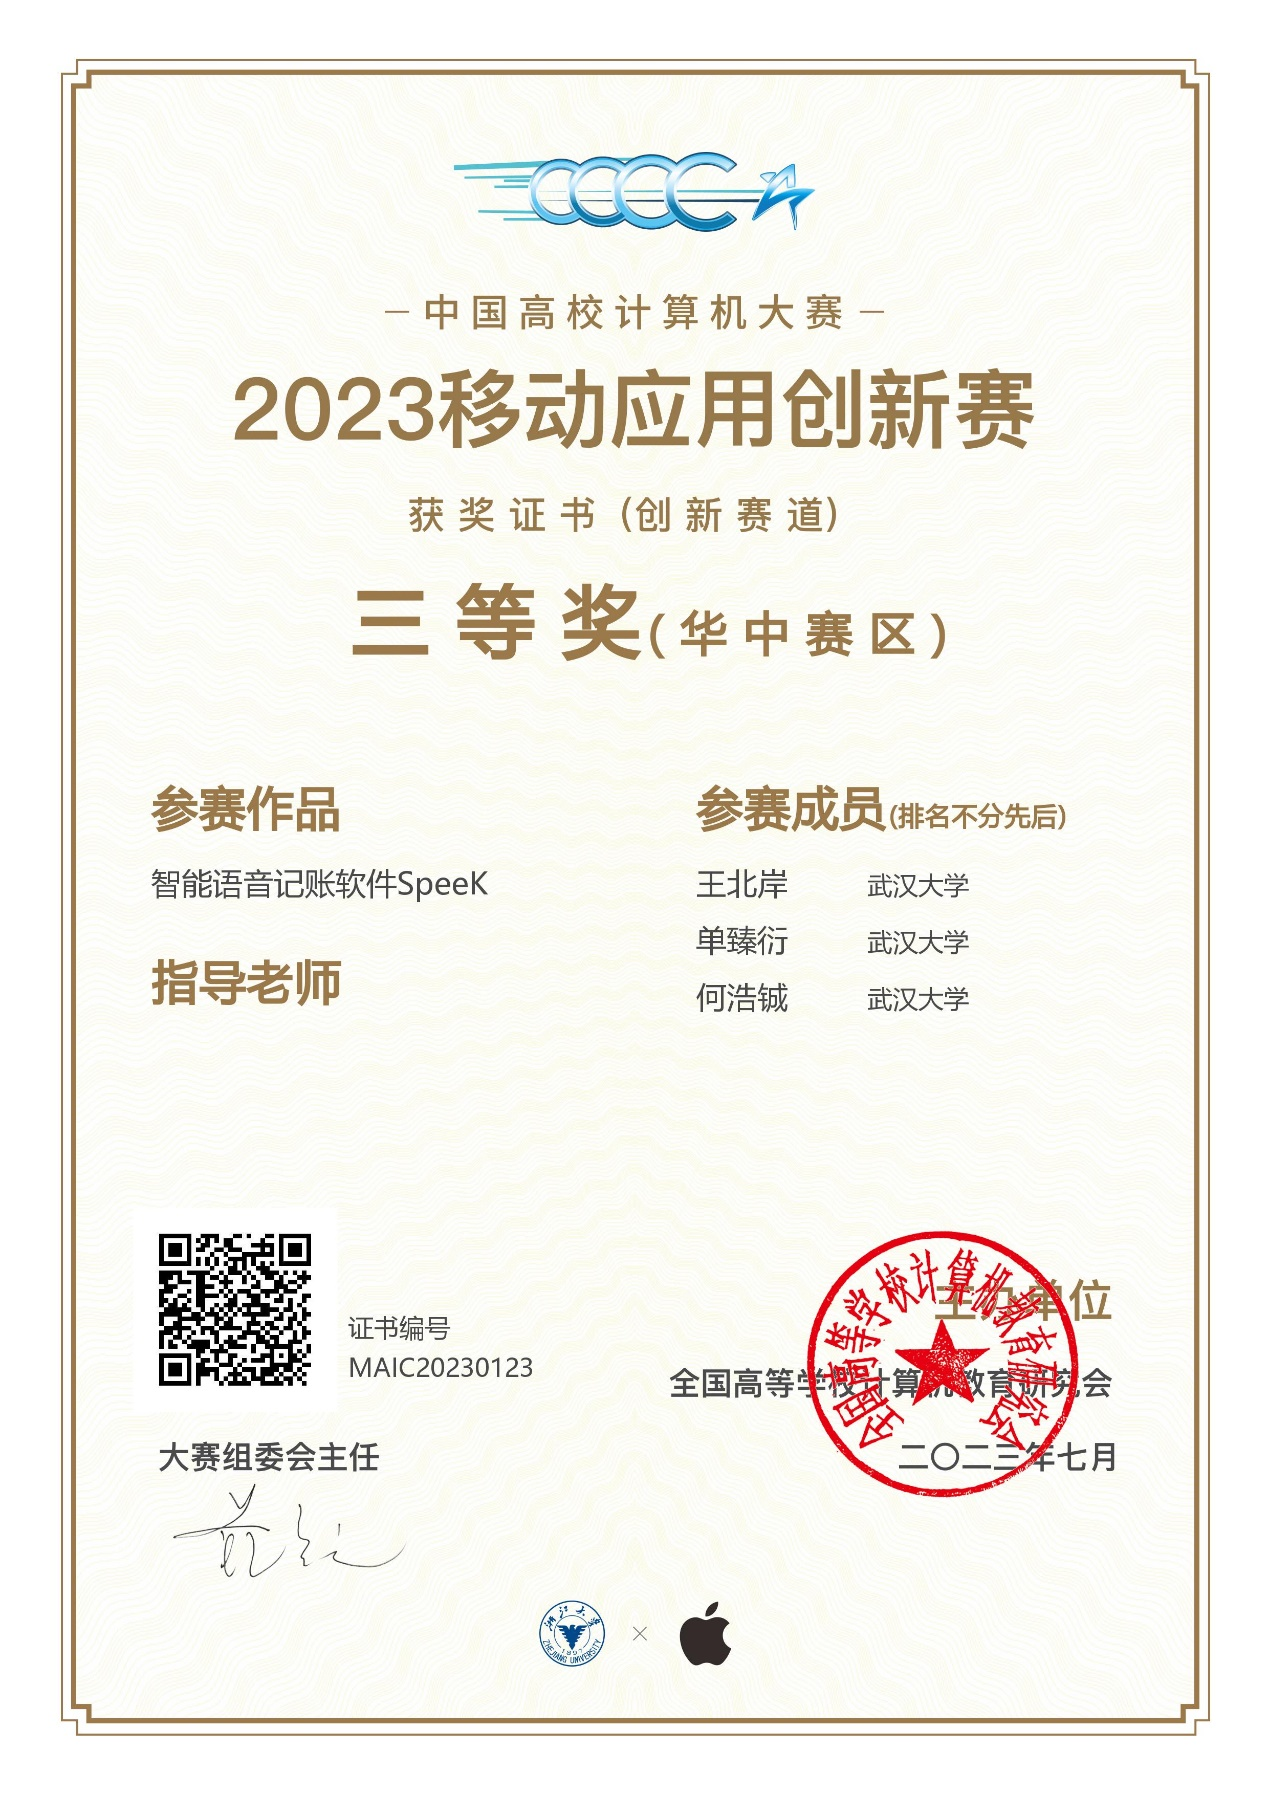 CCCC
中国高校计算机大赛
2023移动应用创新赛
获奖证书(创新赛道)
三等奖(华中赛区)
参赛作品
智能语音记账软件SpeeK
指导老师
参赛成员(排名不分先后)
王北岸 武汉大学
单臻衍 武汉大学
何浩铖 武汉大学
证书编号
MAIC20230123
大赛组委会主任
主办单位
全国高等学校计算机教育研究会
二〇二三年七月
全国高等学校计算机教育研究会
浙江大学
1897
ZHEJIANG UNIVERSITY
×